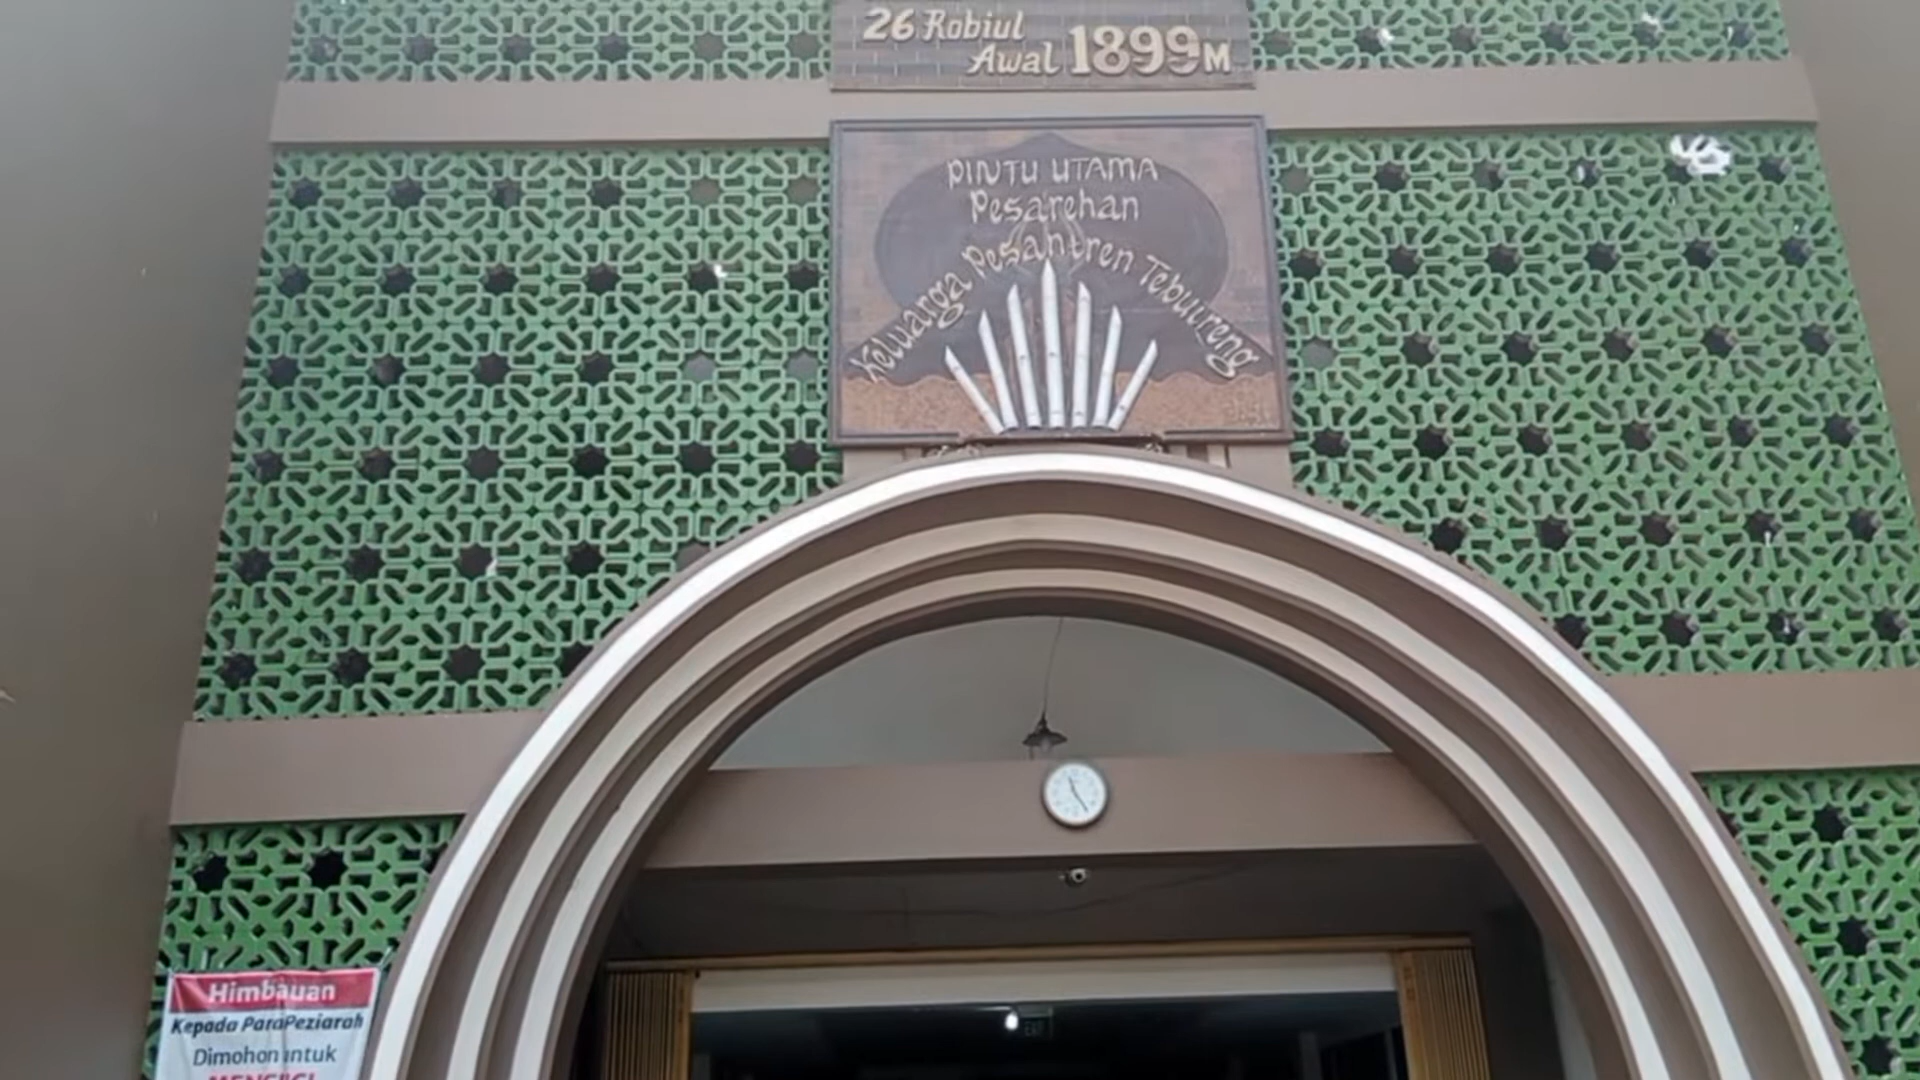 26 Robiul
Awal 1899M
PINTU UTAMA
Pesarehan
Keluarga Pesantren Tebuireng
Himbauan
Kepada Para Peziarah
Dimohon untuk